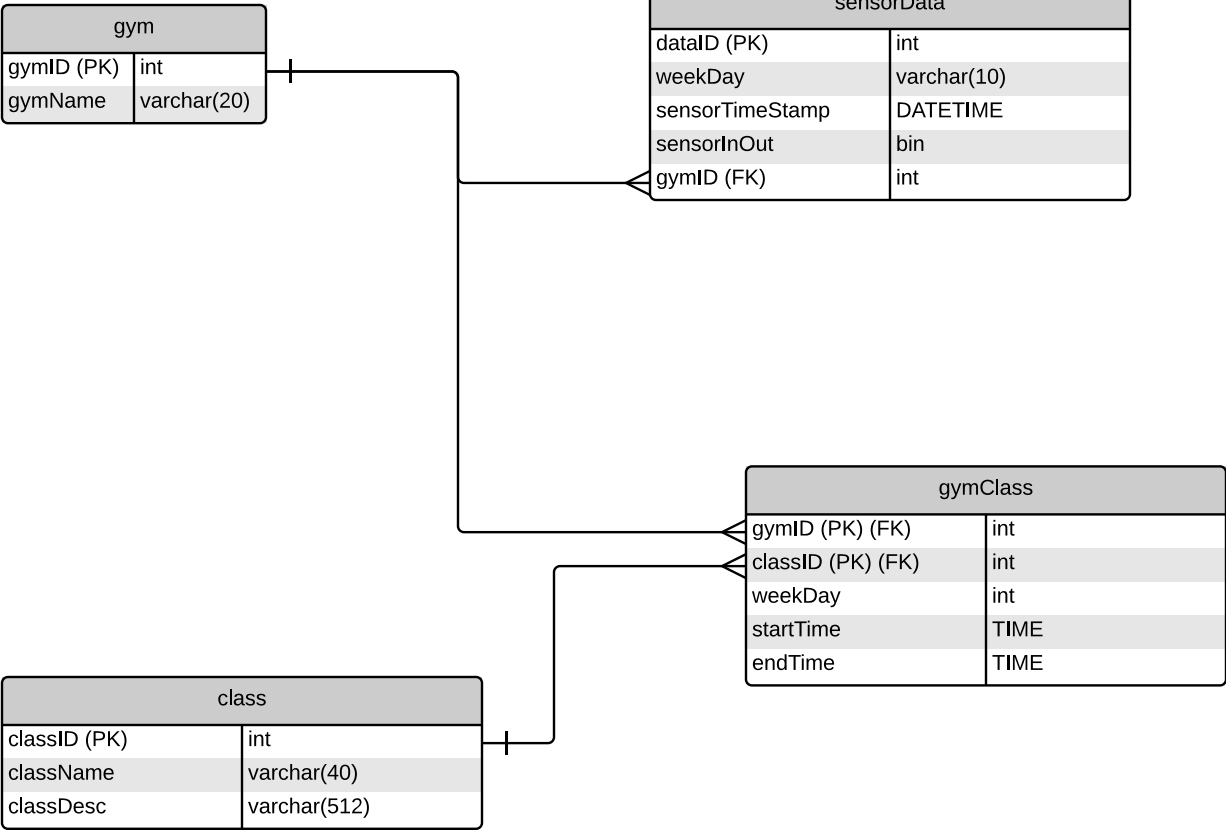 gym
gymID (PK) int
gymName varchar(20)
sensorData
dataID (PK) int
weekDay varchar(10)
sensorTimeStamp DATETIME
sensorInOut bin
gymID (FK) int
gymClass
gymID (PK) (FK) int
classID (PK) (FK) int
weekDay int
startTime TIME
endTime TIME
class
classID (PK) int
className varchar(40)
classDesc varchar(512)